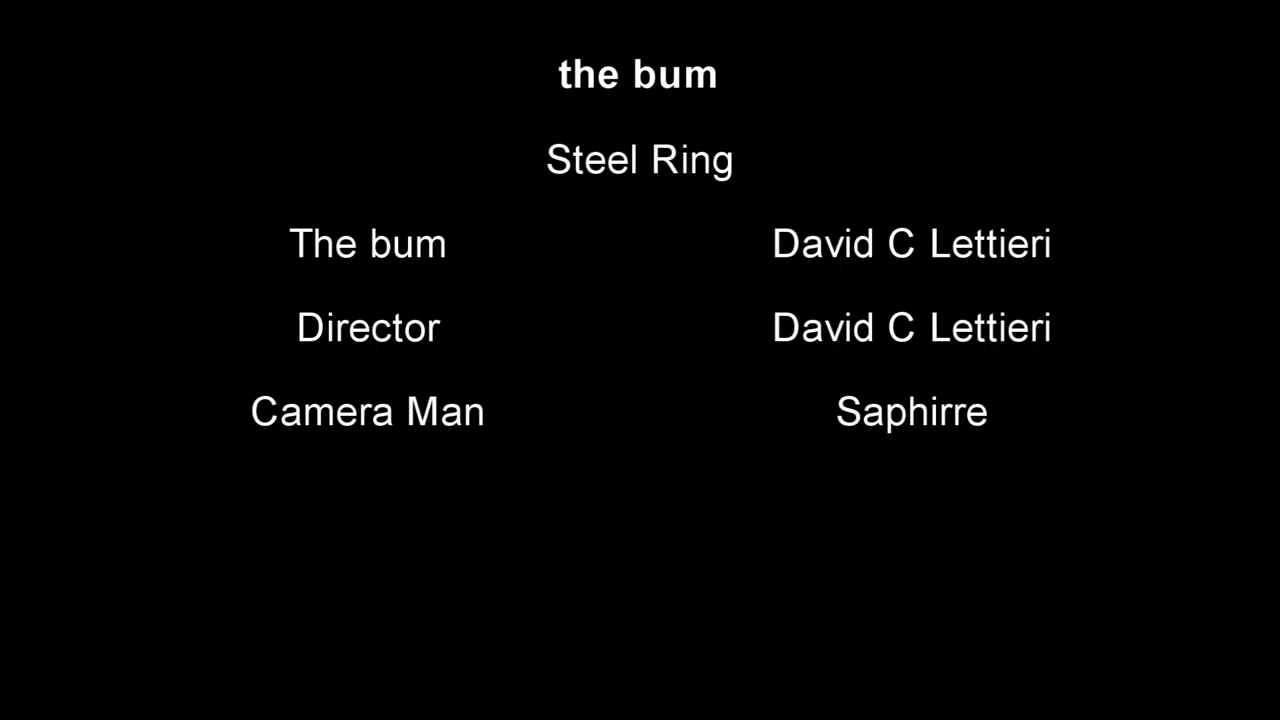 the bum
Steel Ring
The bum David C Lettieri
Director David C Lettieri
Camera Man Saphirre